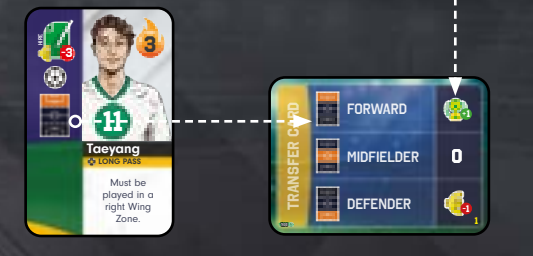 -3
3
11
Taeyang
LONG PASS
Must be
played in a
right Wing
Zone.
TRANSFER CARD
FORWARD
-1
MIDFIELDER
0
DEFENDER
-1
1